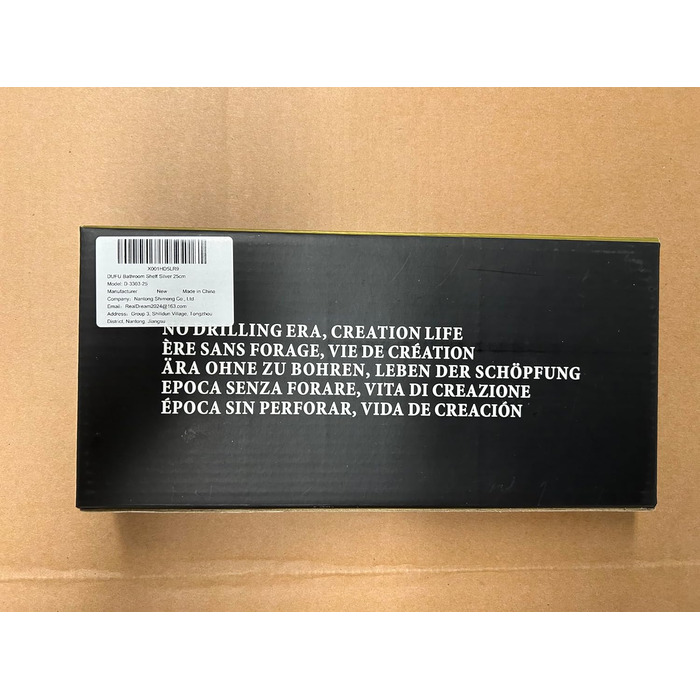 X001HD5LR9
DUFU Bathroom Shelf Silver 25cm
Model: D-3303-25
Manufacturer New Made in China
Company: Nantong Shimeng Co., Ltd
Email: RealDream2024@163.com
Address: Group 3, Shilidun Village, Tongzhou
District, Nantong, Jiangsu
NO DRILLING ERA, CREATION LIFE
ÈRE SANS FORAGE, VIE DE CRÉATION
ÄRA OHNE ZU BOHREN, LEBEN DER SCHÖPFUNG
EPOCA SENZA FORARE, VITA DI CREAZIONE
ÉPOCA SIN PERFORAR, VIDA DE CREACIÓN